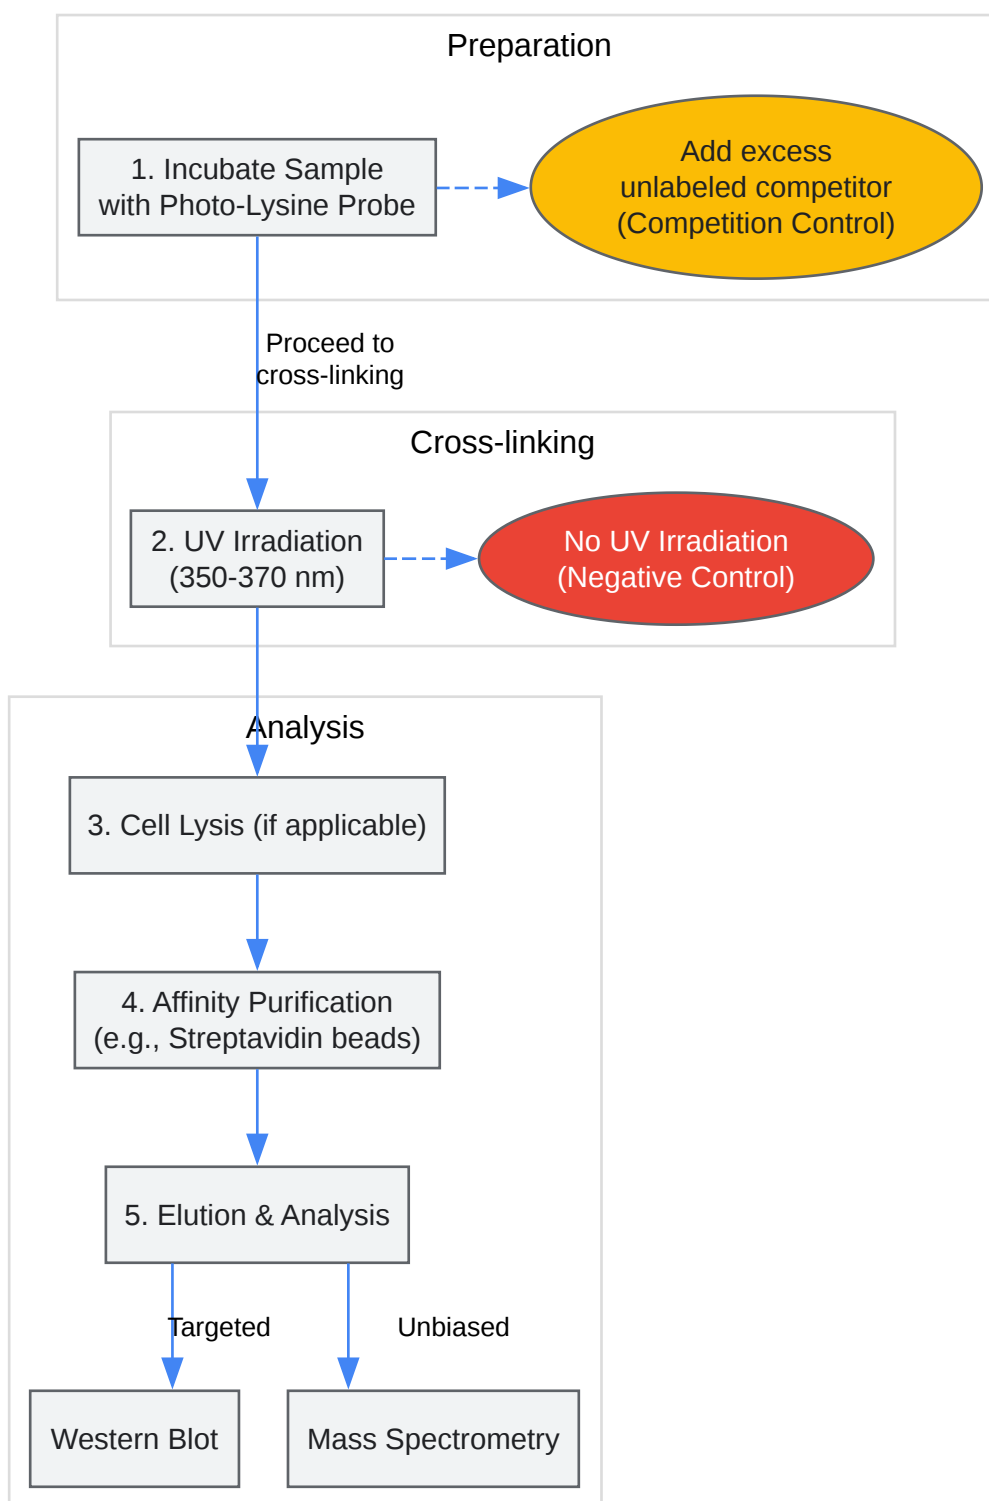 Preparation
1. Incubate Sample
with Photo-Lysine Probe
Add excess
unlabeled competitor
(Competition Control)
Proceed to
cross-linking
Cross-linking
2. UV Irradiation
(350-370 nm)
No UV Irradiation
(Negative Control)
Analysis
3. Cell Lysis (if applicable)
4. Affinity Purification
(e.g., Streptavidin beads)
5. Elution & Analysis
Targeted
Unbiased
Western Blot
Mass Spectrometry